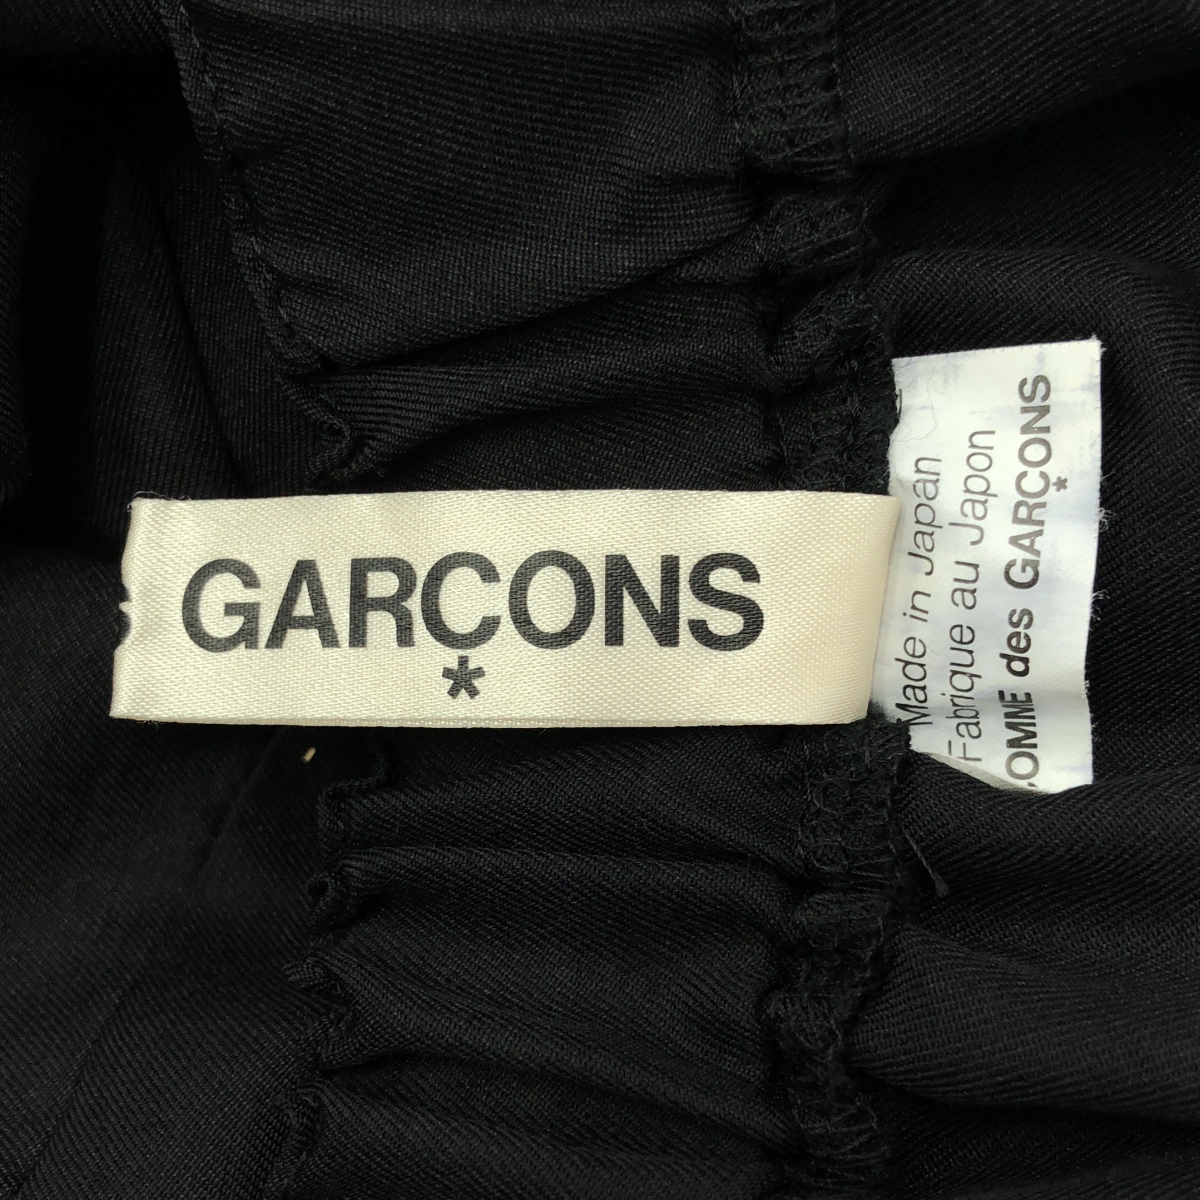 GARÇONS
*
Made in Japan
Fabrique au Japon
OMME des GARÇONS
*